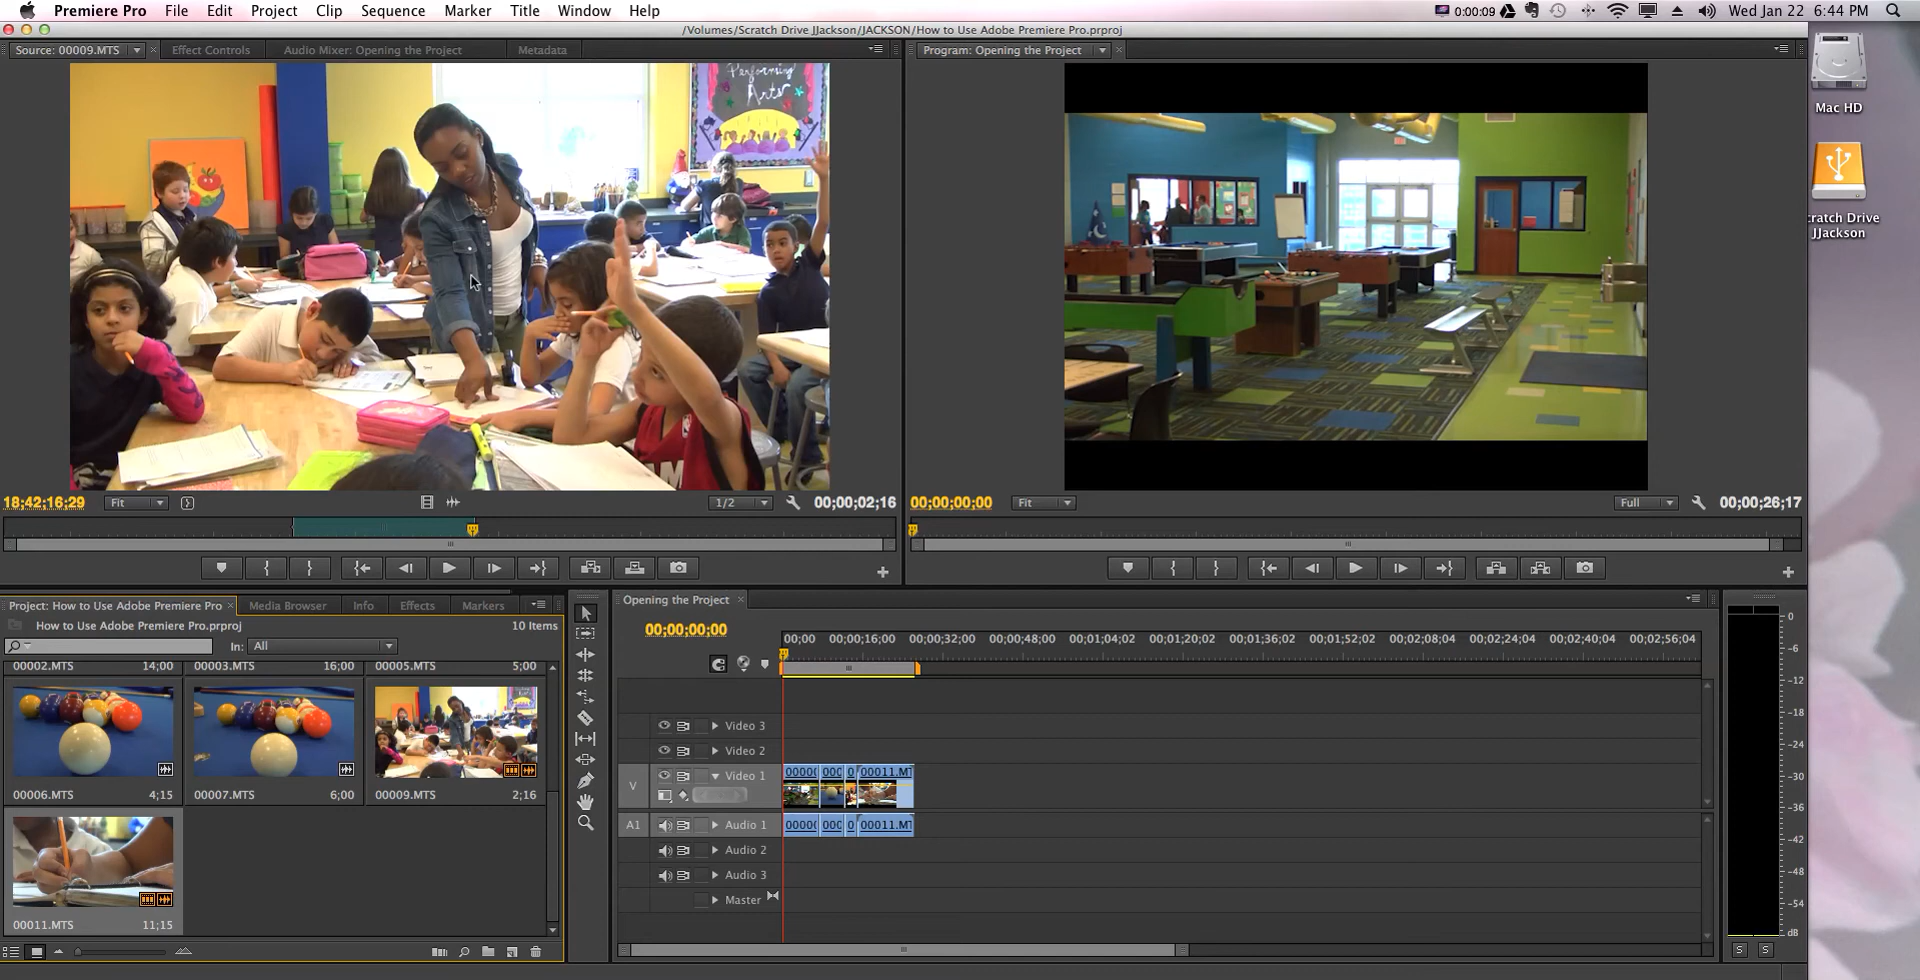 Premiere Pro File Edit Project Clip Sequence Marker Title Window Help 0:00:09 Wed Jan 22 6:44 PM
/Volumes/Scratch Drive JJackson/JACKSON/How to Use Adobe Premiere Pro.prproj
Source: 00009.MTS Effect Controls Audio Mixer: Opening the Project Metadata
Program: Opening the Project
Performing
Arts
Mac HD
cratch Drive
JJackson
18;42;16;29 Fit 1/2 00;00;02;16
00;00;00;00 Fit Full 00;00;26;17
Project: How to Use Adobe Premiere Pro Media Browser Info Effects Markers
How to Use Adobe Premiere Pro.prproj 10 Items
In: All
00002.MTS 14;00 00003.MTS 16;00 00005.MTS 5;00
00006.MTS 4;15 00007.MTS 6;00 00009.MTS 2;16
00011.MTS 11;15
Opening the Project
00;00;00;00
00;00 00;00;16;00 00;00;32;00 00;00;48;00 00;01;04;02 00;01;20;02 00;01;36;02 00;01;52;02 00;02;08;04 00;02;24;04 00;02;40;04 00;02;56;04
Video 3
Video 2
V Video 1 0000( 000 0 00011.MT
A1 Audio 1 0000( 000 0 00011.MT
Audio 2
Audio 3
Master
0
-6
-12
-18
-24
-30
-36
-42
-48
-54
dB
S S